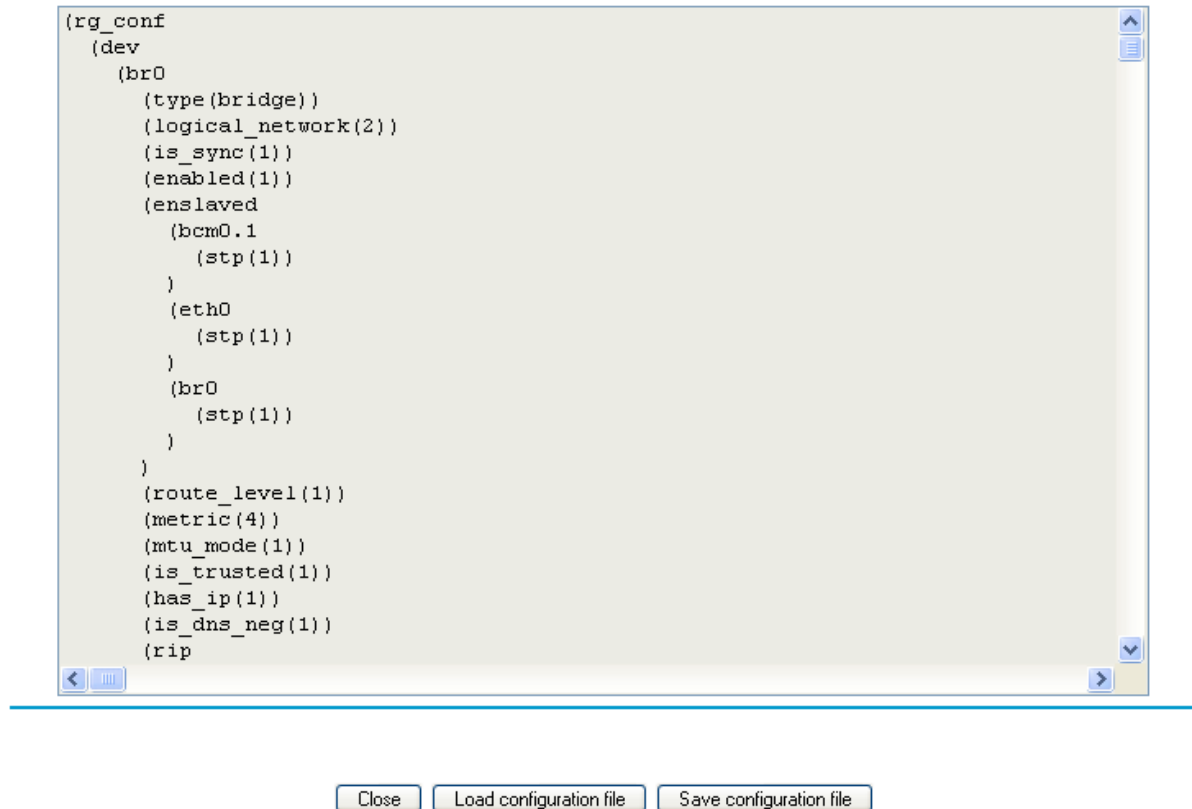 (rg_conf
(dev
(br0
(type(bridge))
(logical_network(2))
(is_sync(1))
(enabled(1))
(enslaved
(bcm0.1
(stp(1))
)
(eth0
(stp(1))
)
(br0
(stp(1))
)
)
(route_level(1))
(metric(4))
(mtu_mode(1))
(is_trusted(1))
(has_ip(1))
(is_dns_neg(1))
(rip
Close Load configuration file Save configuration file